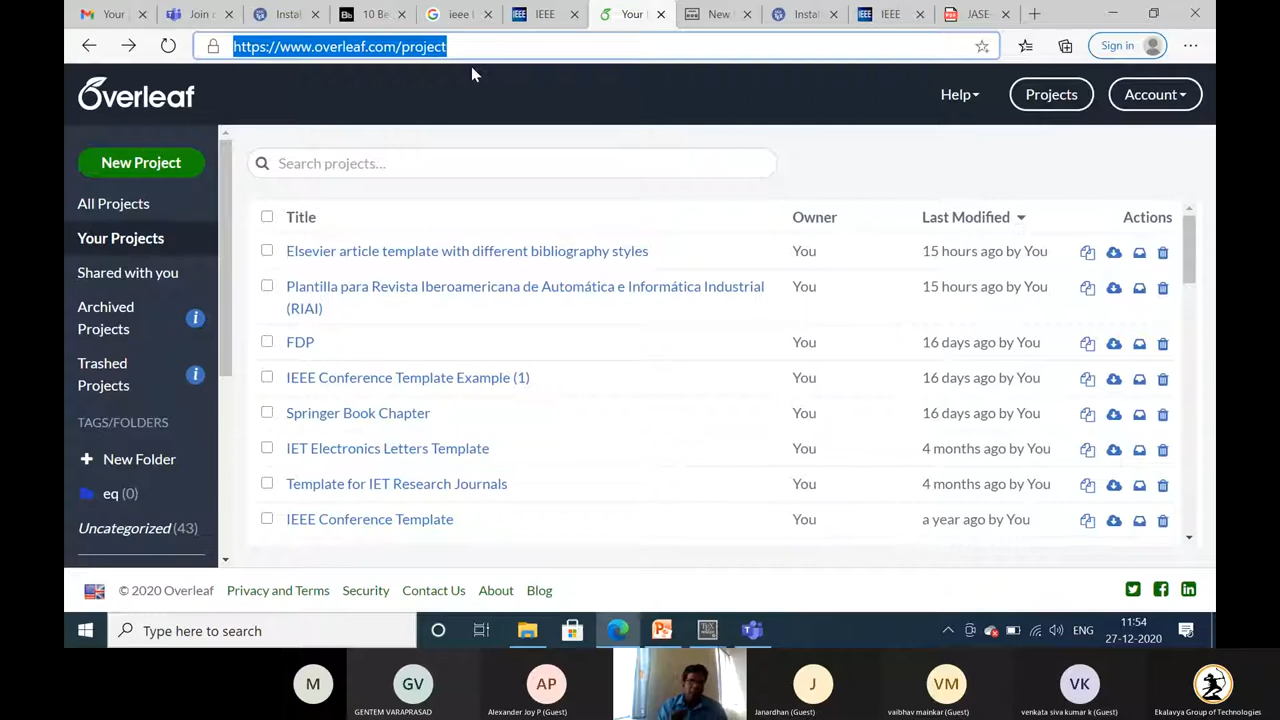 Your
Join c
Instal
10 Be
ieee l
IEEE
Your l
New
Instal
IEEE
JASE-
https://www.overleaf.com/project
Sign in
Overleaf
Help
Projects
Account
New Project
Search projects...
All Projects
Your Projects
Shared with you
Archived
Projects
Trashed
Projects
TAGS/FOLDERS
New Folder
eq (0)
Uncategorized (43)
Title Owner Last Modified Actions
Elsevier article template with different bibliography styles You 15 hours ago by You
Plantilla para Revista Iberoamericana de Automática e Informática Industrial You 15 hours ago by You
(RIAI)
FDP You 16 days ago by You
IEEE Conference Template Example (1) You 16 days ago by You
Springer Book Chapter You 16 days ago by You
IET Electronics Letters Template You 4 months ago by You
Template for IET Research Journals You 4 months ago by You
IEEE Conference Template You a year ago by You
© 2020 Overleaf Privacy and Terms Security Contact Us About Blog
Type here to search
ENG
11:54
27-12-2020
M
GV
AP
J
VM
VK
GENTEM VARAPRASAD
Alexander Joy P (Guest)
Janardhan (Guest)
vaibhav mainkar (Guest)
venkata siva kumar k (Guest)
Ekalavya Group of Technologies